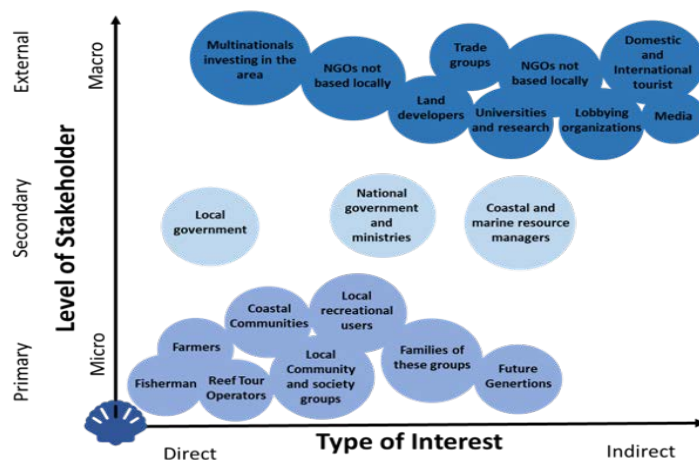 External
Macro
Multinationals
investing in the
area
NGOs not
based locally
Trade
groups
NGOs not
based locally
Domestic
and
International
tourist
Land
developers
Universities
and research
Lobbying
organizations
Media
Level of Stakeholder
Secondary
Local
government
National
government
and
ministries
Coastal and
marine resource
managers
Primary
Micro
Coastal
Communities
Local
recreational
users
Farmers
Fisherman
Reef Tour
Operators
Local
Community
and society
groups
Families of
these groups
Future
Genertions
Direct
Type of Interest
Indirect